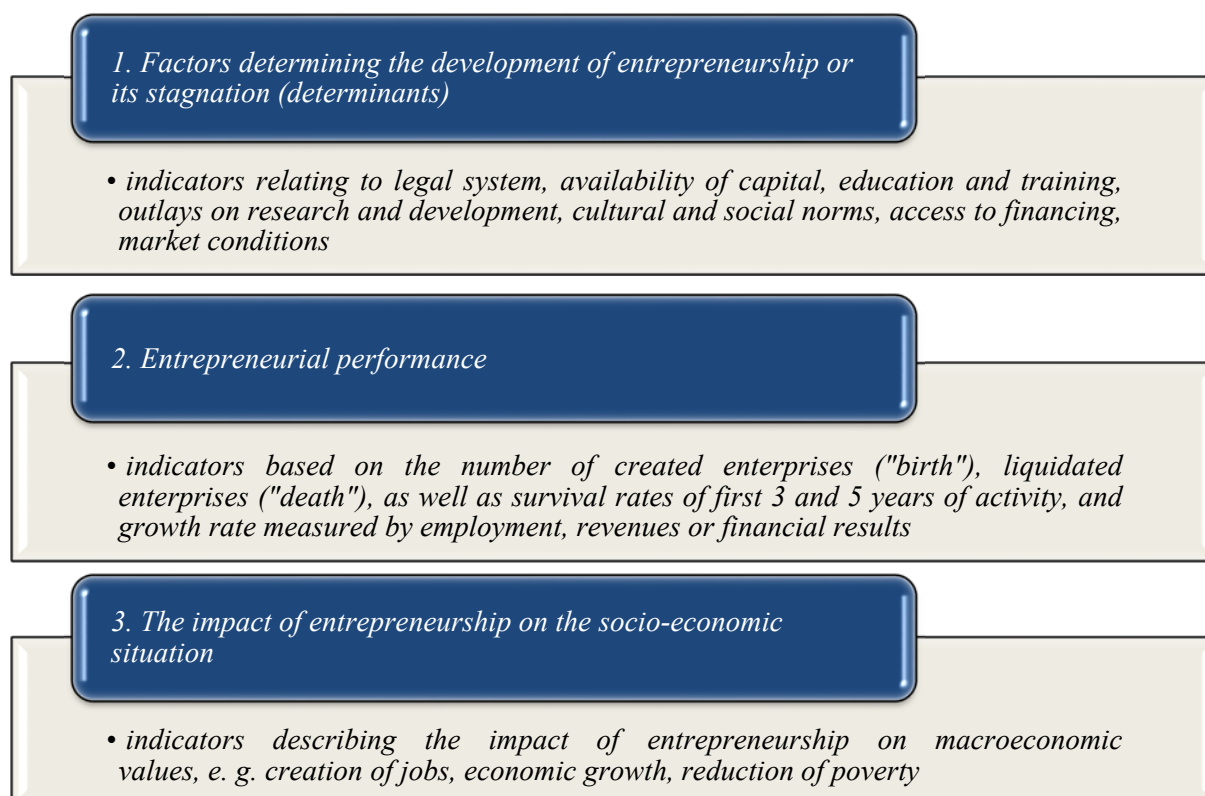 1. Factors determining the development of entrepreneurship or
its stagnation (determinants)
• indicators relating to legal system, availability of capital, education and training,
outlays on research and development, cultural and social norms, access to financing,
market conditions
2. Entrepreneurial performance
• indicators based on the number of created enterprises ("birth"), liquidated
enterprises ("death"), as well as survival rates of first 3 and 5 years of activity, and
growth rate measured by employment, revenues or financial results
3. The impact of entrepreneurship on the socio-economic
situation
• indicators describing the impact of entrepreneurship on macroeconomic
values, e. g. creation of jobs, economic growth, reduction of poverty